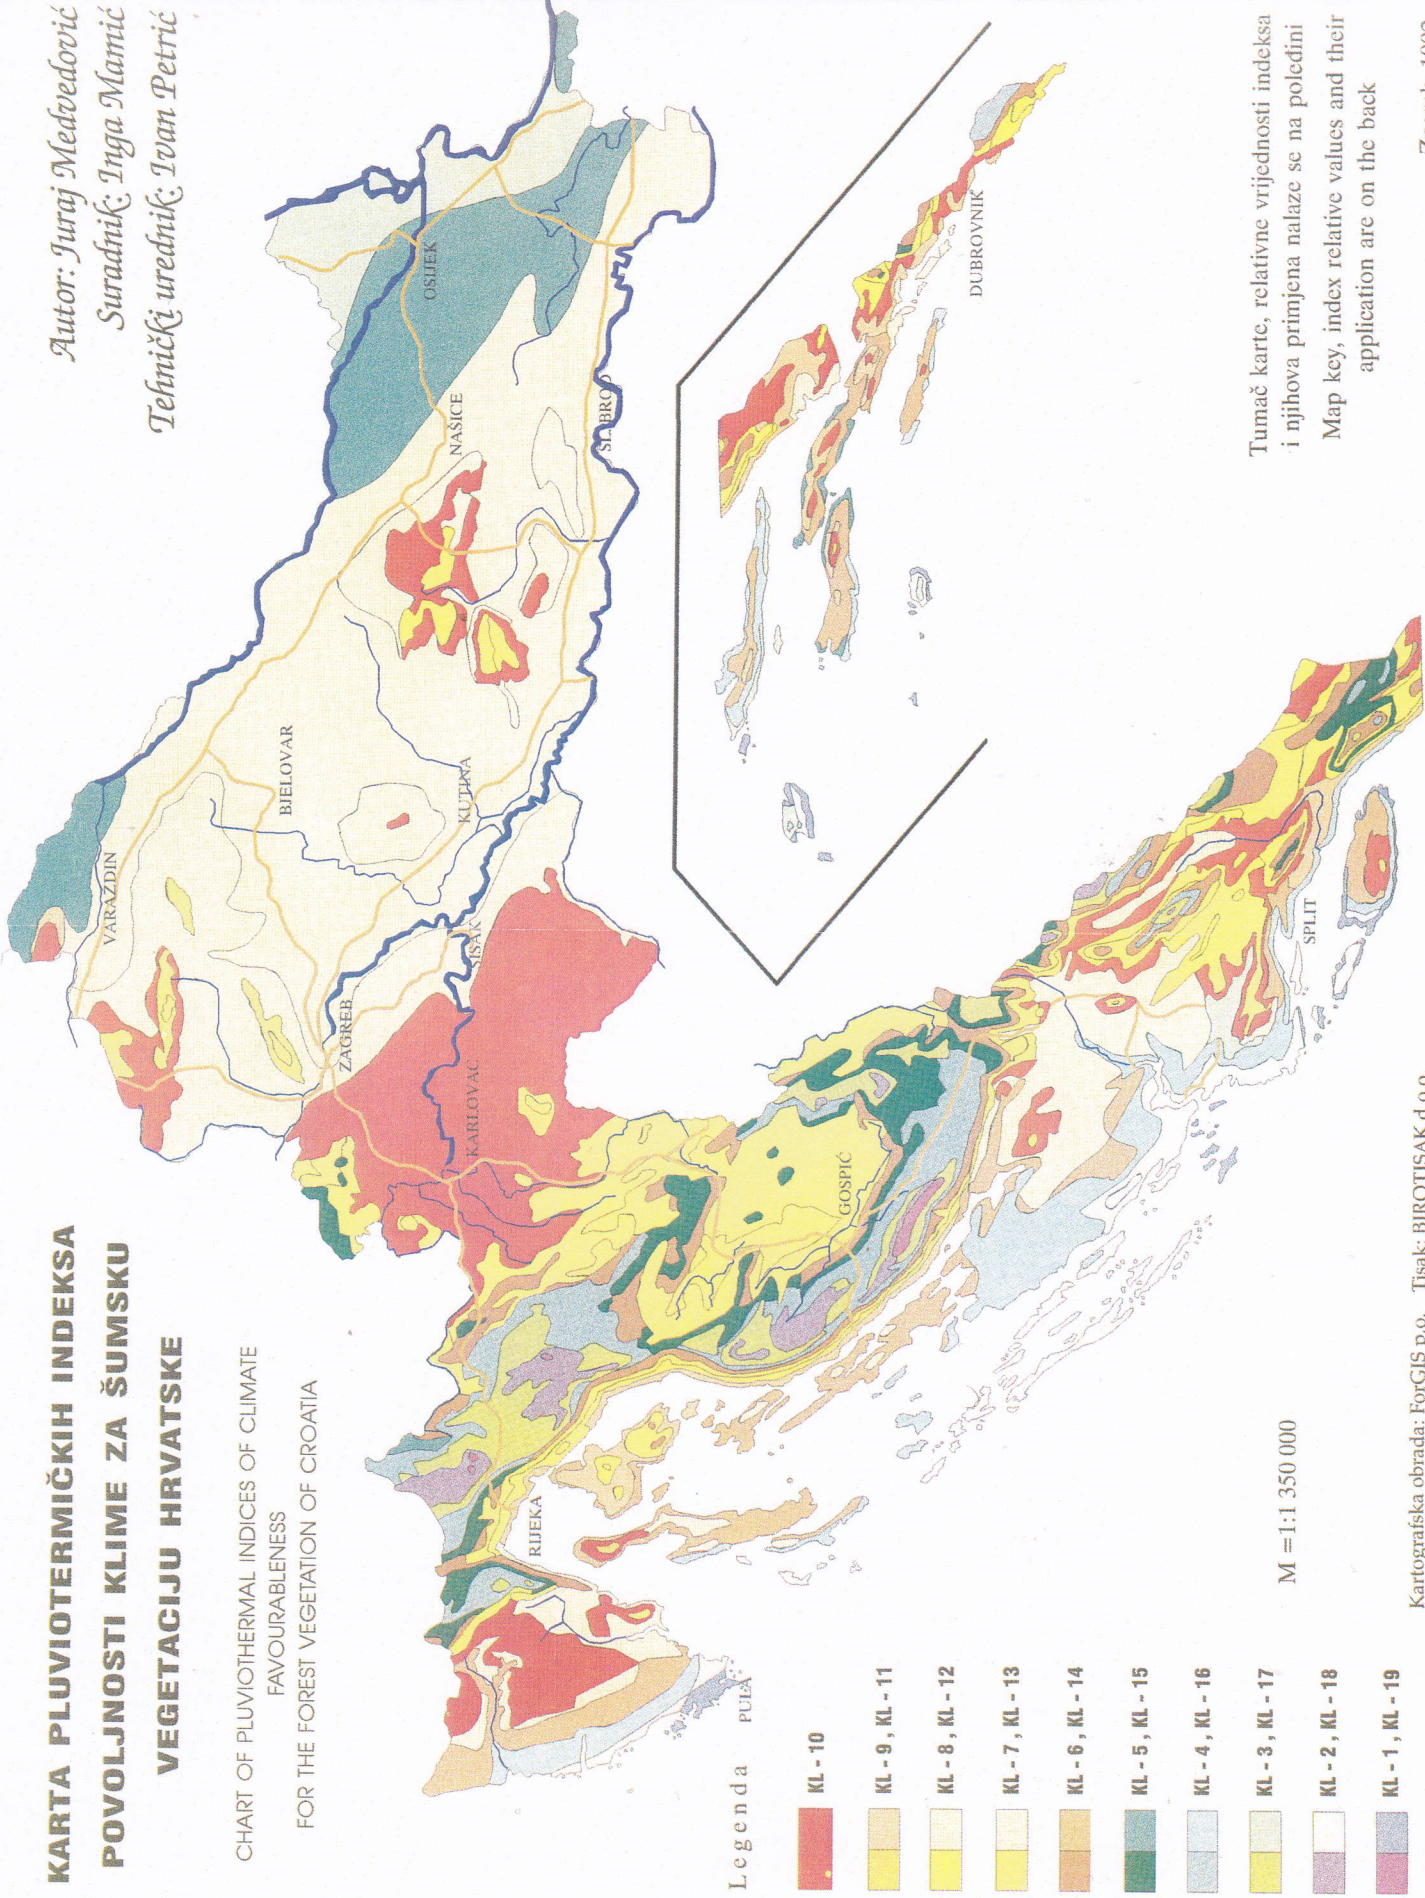 KARTA PLUVIOTERMIČKIH INDEKSA
POVOLJNOSTI KLIME ZA ŠUMSKU
VEGETACIJU HRVATSKE
CHART OF PLUVIOTHERMAL INDICES OF CLIMATE
FAVOURABLENESS
FOR THE FOREST VEGETATION OF CROATIA
Autor: Juraj Medvedović
Suradnik: Inga Mamić
Tehnički urednik: Ivan Petrić
VARAŽDIN
BJELOVAR
OSIJEK
NAŠICE
ZAGREB
KUTINA
SISAK
SL.BROD
KARLOVAC
RIJEKA
GOSPIĆ
PULA
SPLIT
DUBROVNIK
Legenda
KL - 10
KL - 9, KL - 11
KL - 8, KL - 12
KL - 7, KL - 13
KL - 6, KL - 14
KL - 5, KL - 15
KL - 4, KL - 16
KL - 3, KL - 17
KL - 2, KL - 18
KL - 1, KL - 19
M =1:1 350 000
Tumač karte, relativne vrijednosti indeksa
i njihova primjena nalaze se na poleđini
Map key, index relative values and their
application are on the back
Kartografska obrada: ForGIS p.o. Tisak: BIROTISAK d.o.o.